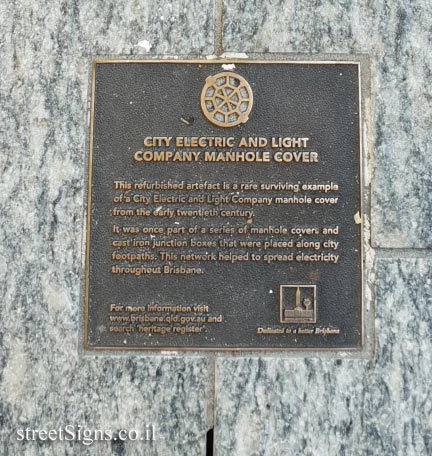 CITY ELECTRIC AND LIGHT
COMPANY MANHOLE COVER
This refurbished artefact is a rare surviving example
of a City Electric and Light Company manhole cover
from the early twentieth century.
It was once part of a series of manhole covers and
cast iron junction boxes that were placed along city
footpaths. This network helped to spread electricity
throughout Brisbane.
For more information visit
www.brisbane.qld.gov.au and
search 'heritage register'.
Dedicated to a better Brisbane
streetSigns.co.il